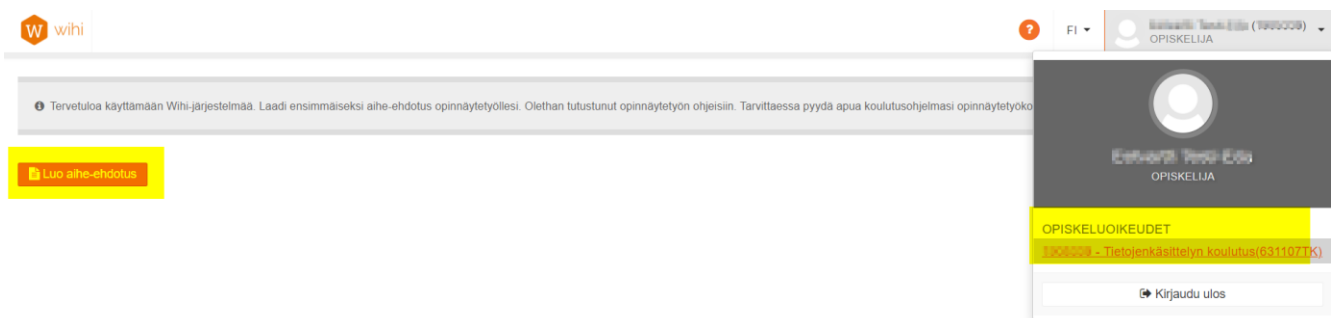 W wihi
? FI
OPISKELIJA
Tervetuloa käyttämään Wihi-järjestelmää. Laadi ensimmäiseksi aihe-ehdotus opinnäytetyöllesi. Olethan tutustunut opinnäytetyön ohjeisiin. Tarvittaessa pyydä apua koulutusohjelmasi opinnäytetyöko
Luo aihe-ehdotus
OPISKELIJA
OPISKELUOIKEUDET
- Tietojenkäsittelyn koulutus(631107TK)
Kirjaudu ulos